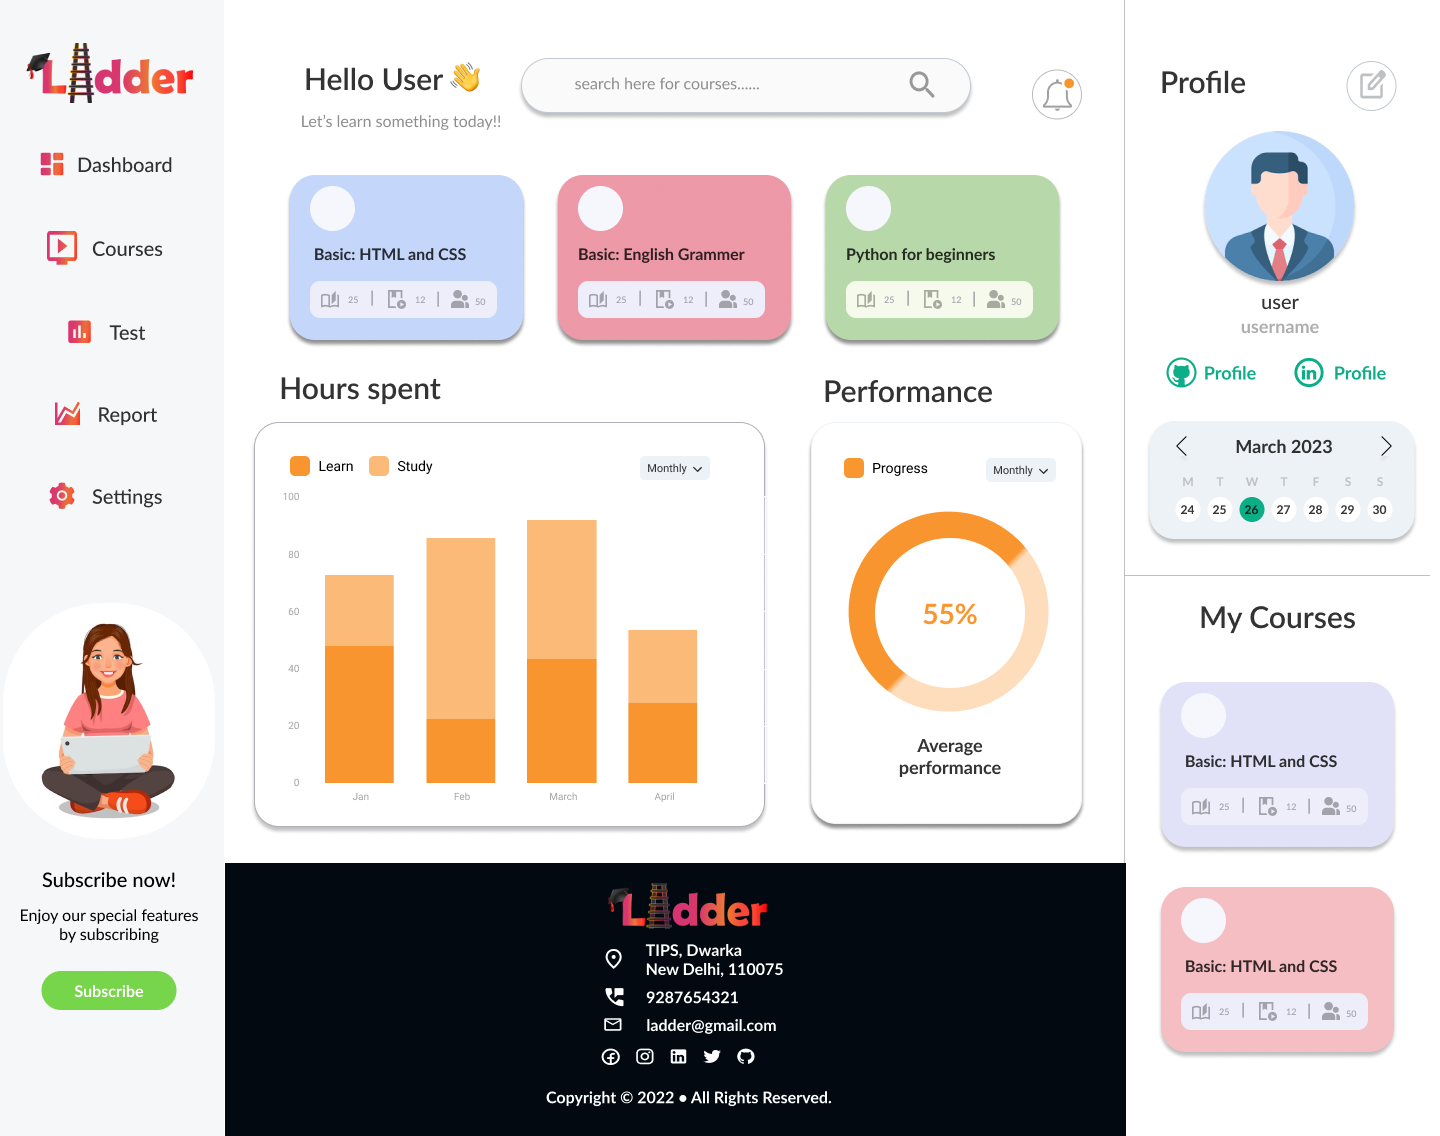 Ladder
Dashboard
Courses
Test
Report
Settings
Subscribe now!
Enjoy our special features
by subscribing
Subscribe
Hello User 👋
Let's learn something today!!
search here for courses......
Basic: HTML and CSS
25 | 12 | 50
Basic: English Grammer
25 | 12 | 50
Python for beginners
25 | 12 | 50
Hours spent
Learn Study
Monthly
100
80
60
40
20
0
Jan Feb March April
Performance
Progress
Monthly
55%
Average
performance
Profile
user
username
Profile
in Profile
March 2023
M T W T F S S
24 25 26 27 28 29 30
My Courses
Basic: HTML and CSS
25 | 12 | 50
Basic: HTML and CSS
25 | 12 | 50
Ladder
TIPS, Dwarka
New Delhi, 110075
9287654321
ladder@gmail.com
Copyright © 2022 • All Rights Reserved.